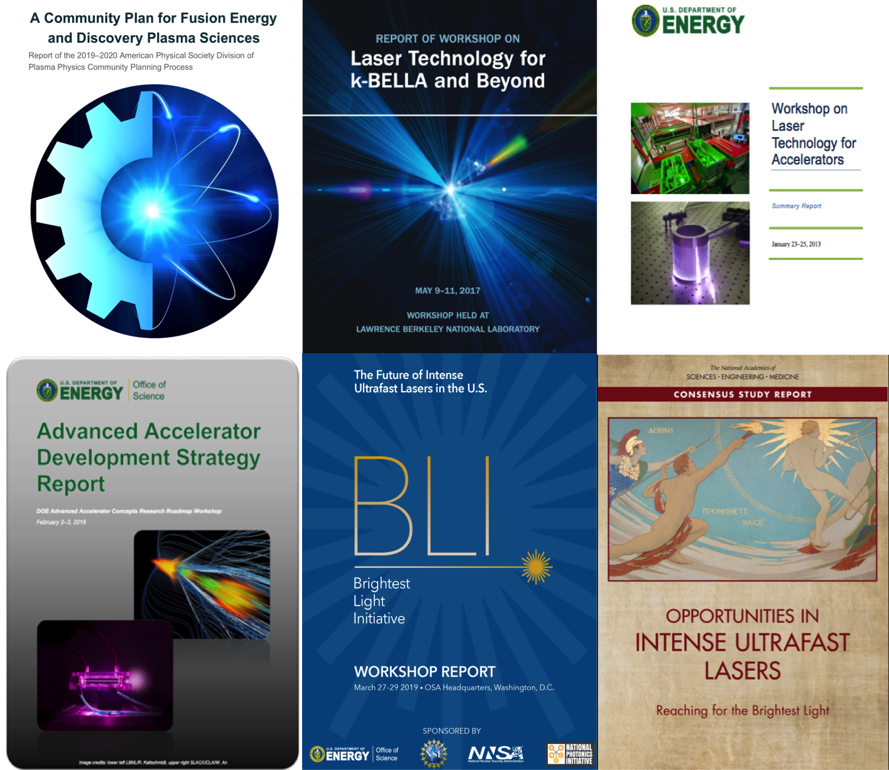 A Community Plan for Fusion Energy
and Discovery Plasma Sciences
Report of the 2019–2020 American Physical Society Division of
Plasma Physics Community Planning Process
REPORT OF WORKSHOP ON
Laser Technology for
k-BELLA and Beyond
MAY 9–11, 2017
WORKSHOP HELD AT
LAWRENCE BERKELEY NATIONAL LABORATORY
U.S. DEPARTMENT OF
ENERGY
Workshop on
Laser
Technology for
Accelerators
Summary Report
January 23–25, 2013
U.S. DEPARTMENT OF
ENERGY
Office of
Science
Advanced Accelerator
Development Strategy
Report
DOE Advanced Accelerator Concepts Research Roadmap Workshop
February 2–3, 2016
Image credits: lower left LBNL/R. Kaltschmidt, upper right SLAC/UCLA/W. An
The Future of Intense
Ultrafast Lasers in the U.S.
BLI
Brightest
Light
Initiative
WORKSHOP REPORT
March 27-29 2019 • OSA Headquarters, Washington, D.C.
SPONSORED BY
U.S. DEPARTMENT OF
ENERGY
Office of
Science
NSF
NNSA
National Nuclear Security Administration
NATIONAL
PHOTONICS
INITIATIVE
The National Academies of
SCIENCES • ENGINEERING • MEDICINE
CONSENSUS STUDY REPORT
ΑΘΗΝΗ
OPPORTUNITIES IN
INTENSE ULTRAFAST
LASERS
Reaching for the Brightest Light